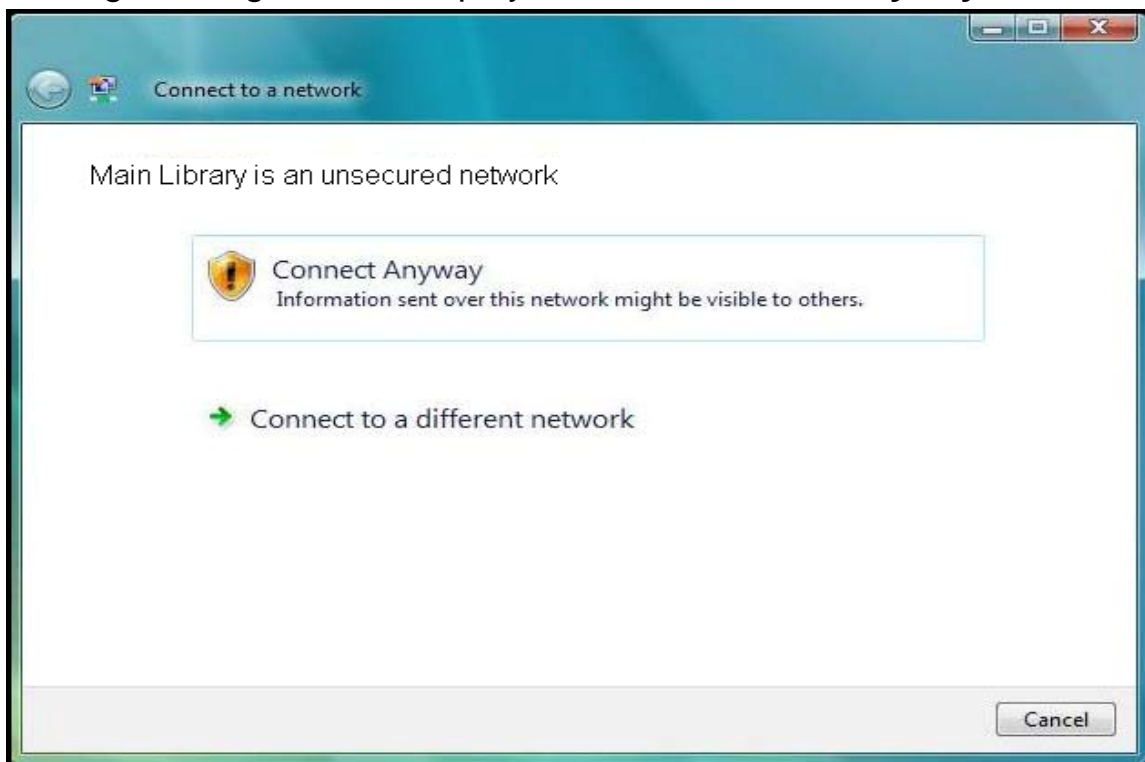 Connect to a network
Main Library is an unsecured network
Connect Anyway
Information sent over this network might be visible to others.
Connect to a different network
Cancel